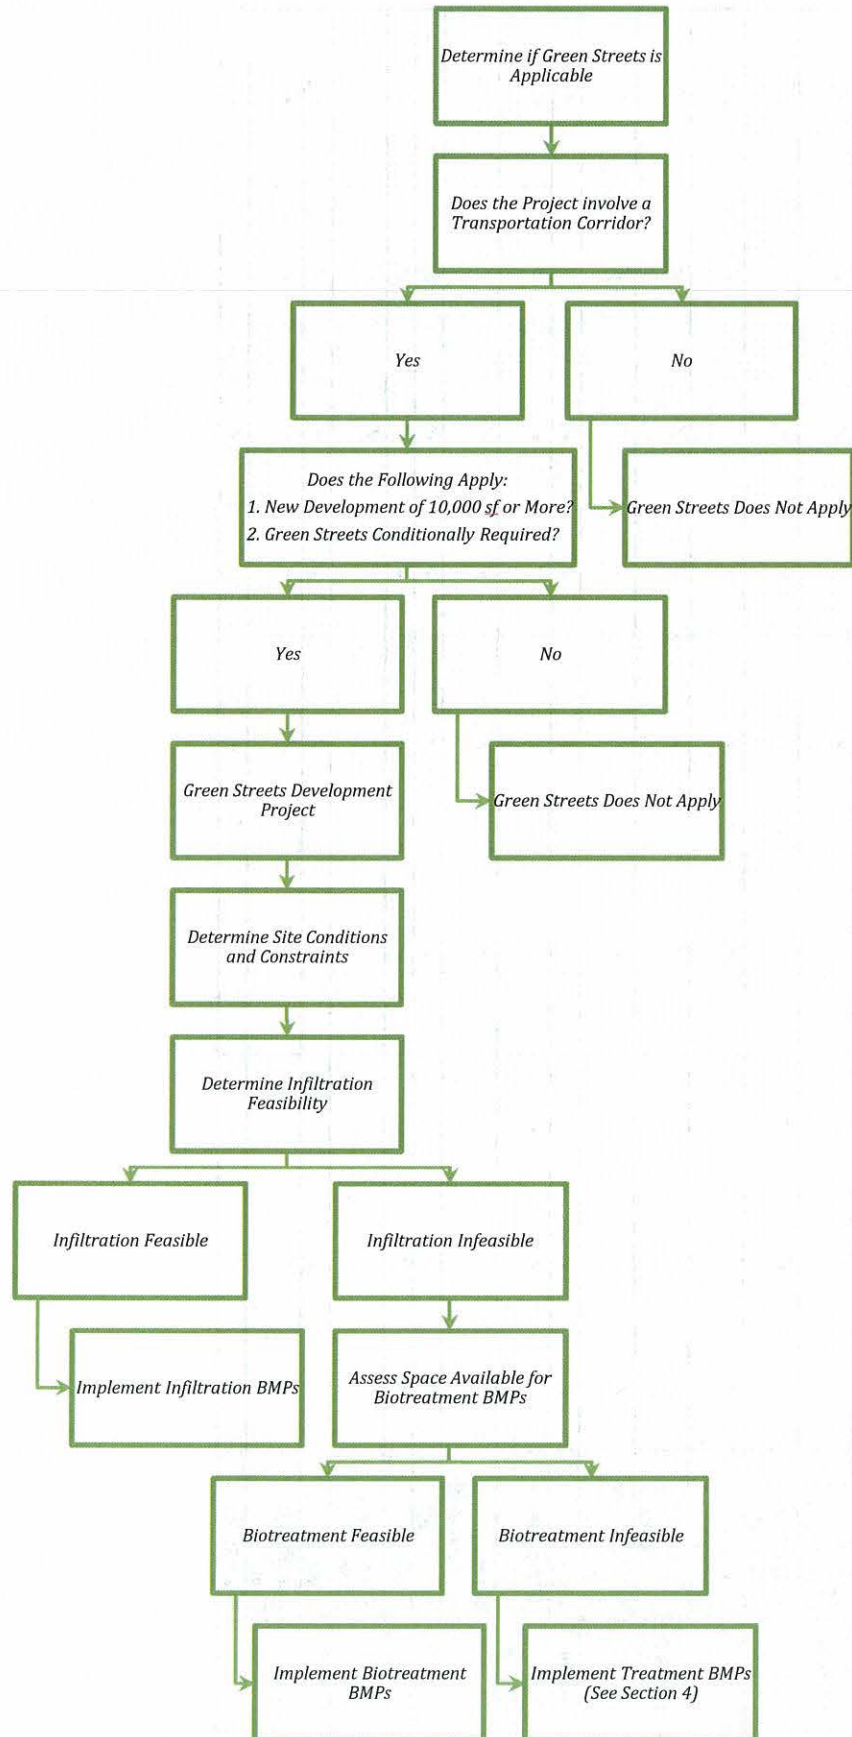 Determine if Green Streets is
Applicable
Does the Project involve a
Transportation Corridor?
Yes
No
Does the Following Apply:
1. New Development of 10,000 sf or More?
2. Green Streets Conditionally Required?
Green Streets Does Not Apply
Yes
No
Green Streets Development
Project
Green Streets Does Not Apply
Determine Site Conditions
and Constraints
Determine Infiltration
Feasibility
Infiltration Feasible
Infiltration Infeasible
Implement Infiltration BMPs
Assess Space Available for
Biotreatment BMPs
Biotreatment Feasible
Biotreatment Infeasible
Implement Biotreatment
BMPs
Implement Treatment BMPs
(See Section 4)